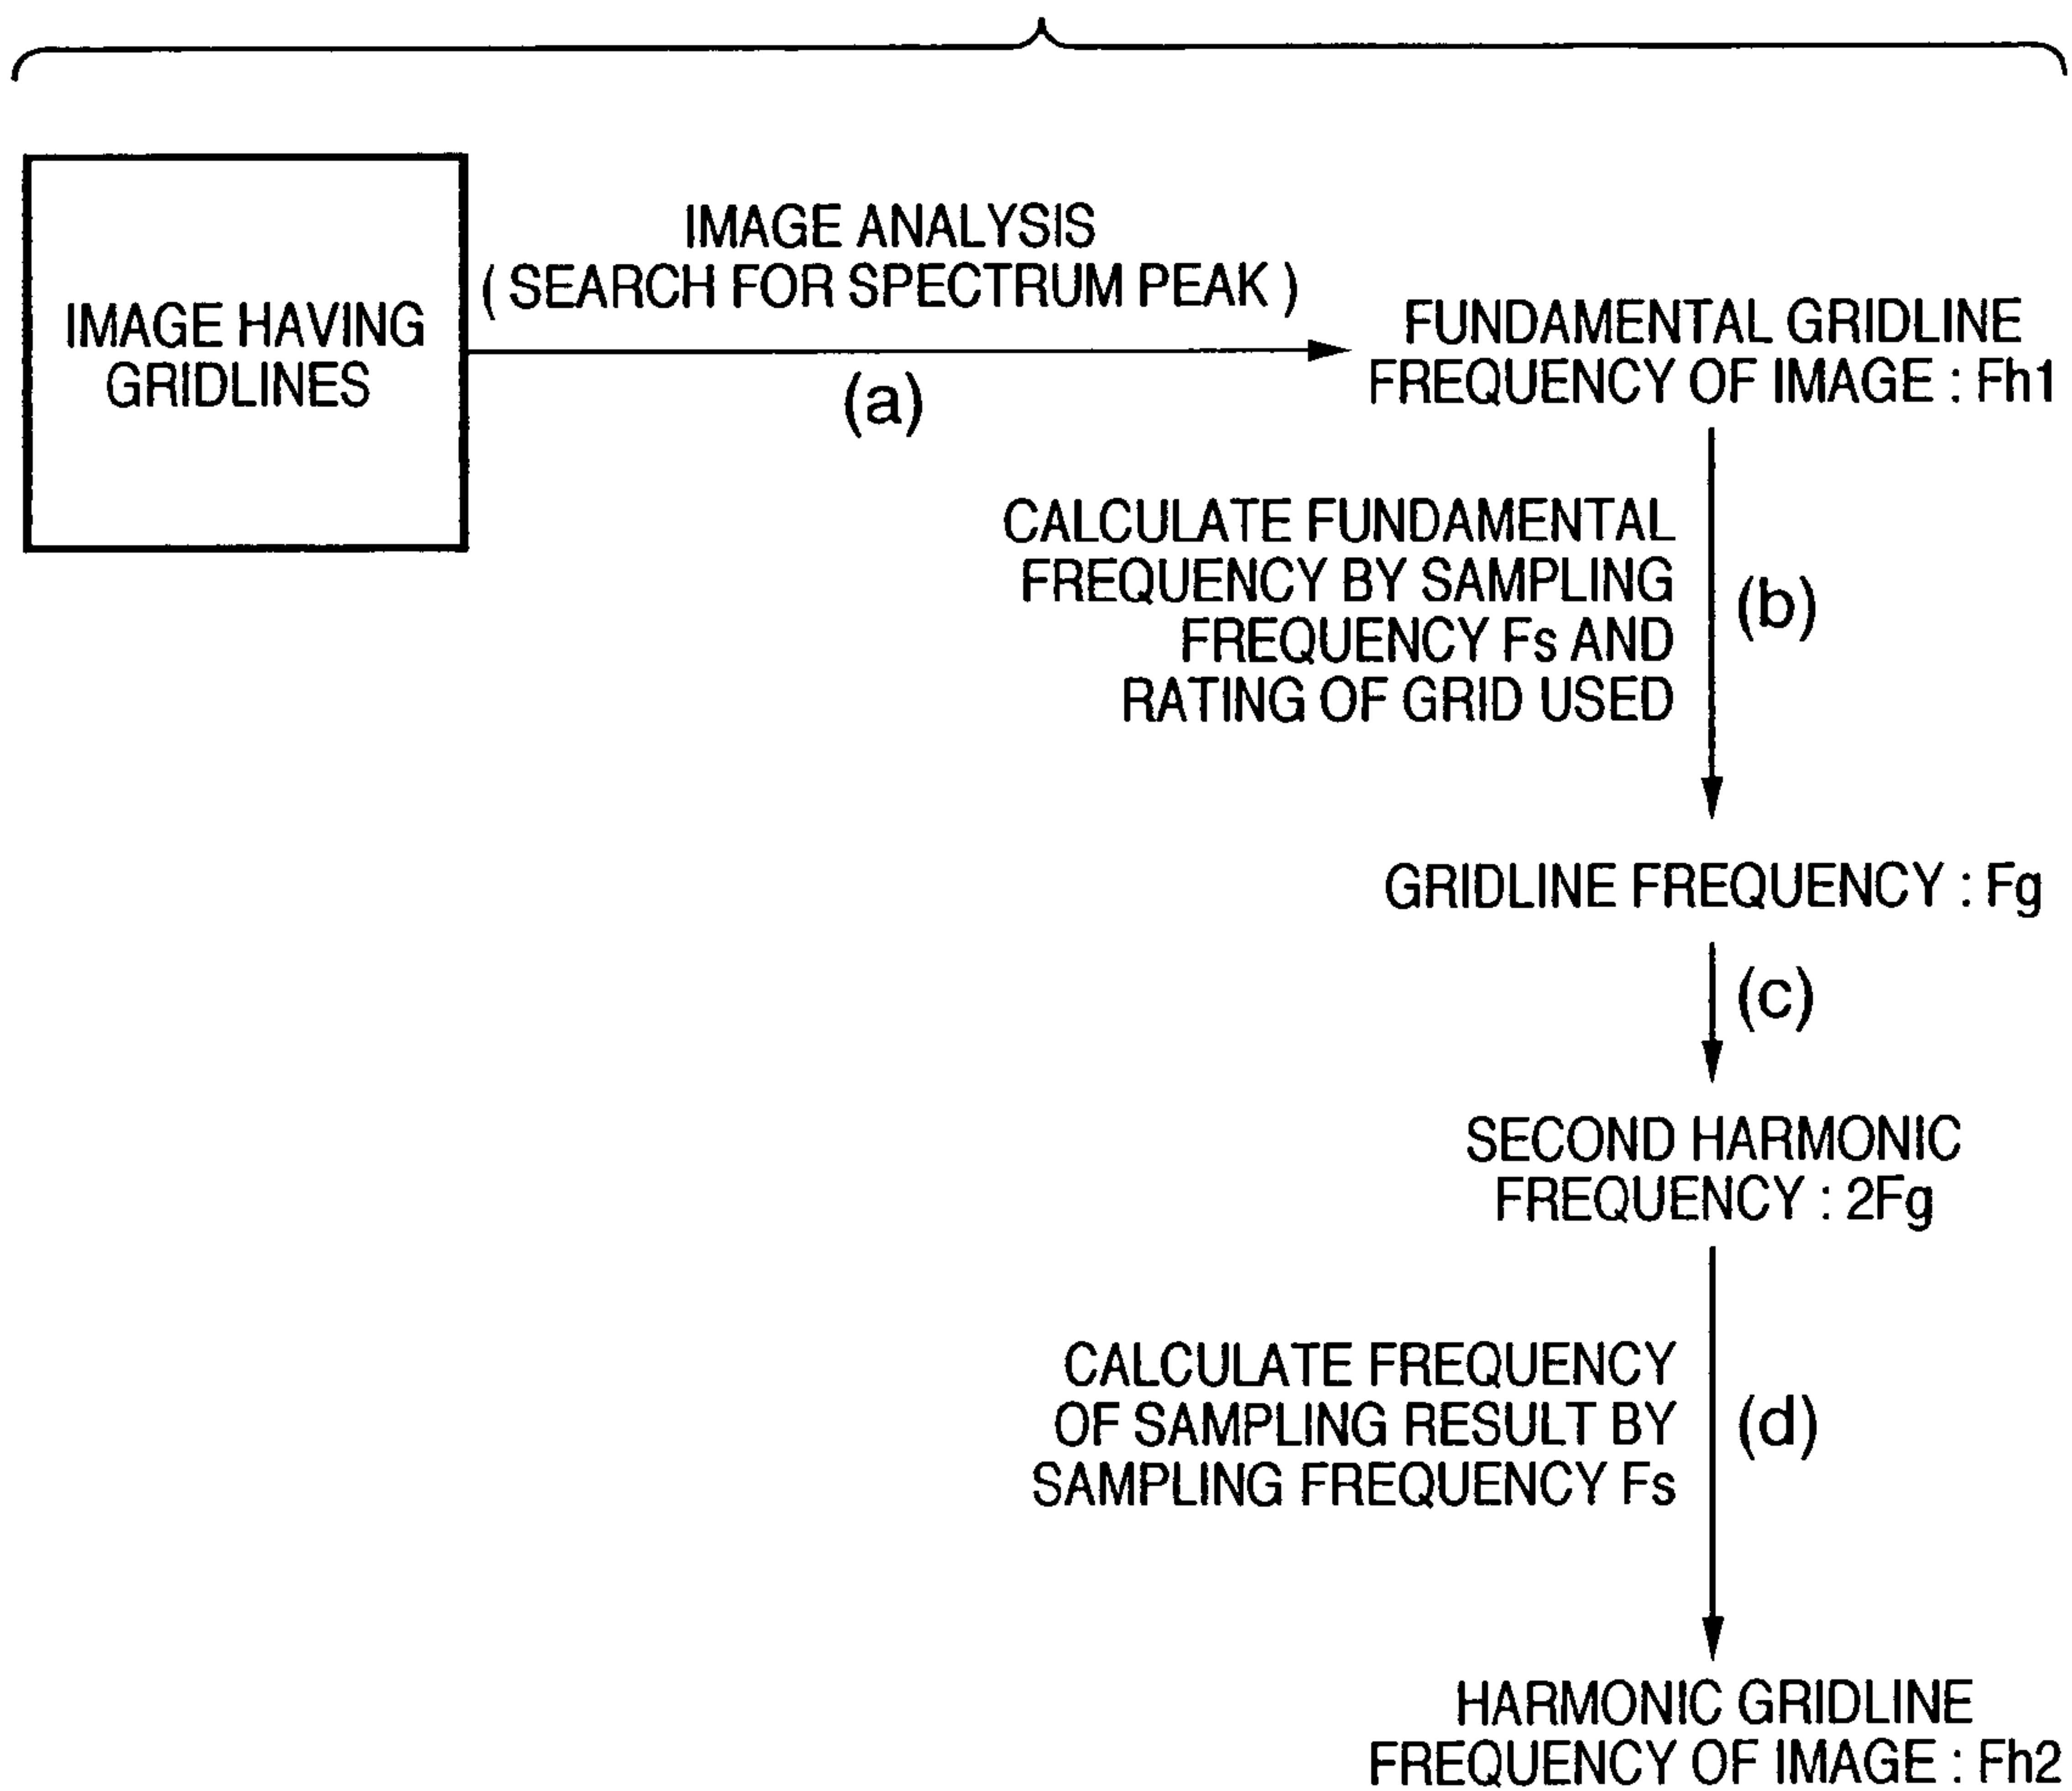 IMAGE HAVING
GRIDLINES
IMAGE ANALYSIS
( SEARCH FOR SPECTRUM PEAK )
(a)
FUNDAMENTAL GRIDLINE
FREQUENCY OF IMAGE : Fh1
CALCULATE FUNDAMENTAL
FREQUENCY BY SAMPLING
FREQUENCY Fs AND
RATING OF GRID USED
(b)
GRIDLINE FREQUENCY : Fg
(c)
SECOND HARMONIC
FREQUENCY : 2Fg
CALCULATE FREQUENCY
OF SAMPLING RESULT BY
SAMPLING FREQUENCY Fs
(d)
HARMONIC GRIDLINE
FREQUENCY OF IMAGE : Fh2